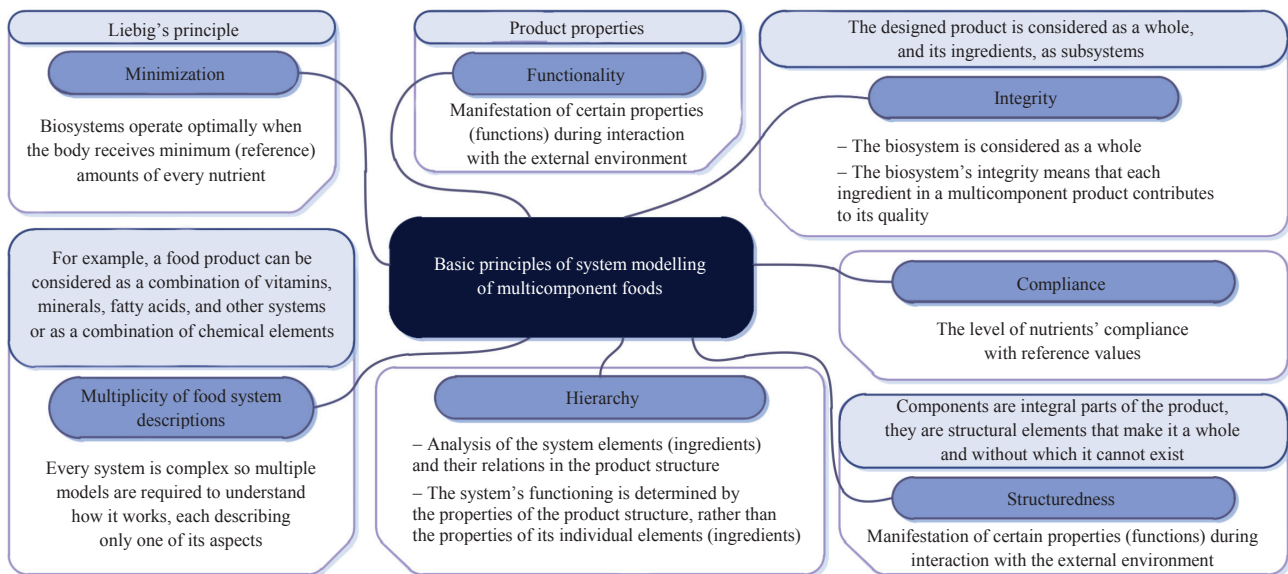 Liebig’s principle
Minimization
Biosystems operate optimally when
the body receives minimum (reference)
amounts of every nutrient
Product properties
Functionality
Manifestation of certain properties
(functions) during interaction
with the external environment
The designed product is considered as a whole,
and its ingredients, as subsystems
Integrity
– The biosystem is considered as a whole
– The biosystem’s integrity means that each
ingredient in a multicomponent product contributes
to its quality
For example, a food product can be
considered as a combination of vitamins,
minerals, fatty acids, and other systems
or as a combination of chemical elements
Multiplicity of food system
descriptions
Every system is complex so multiple
models are required to understand
how it works, each describing
only one of its aspects
Basic principles of system modelling
of multicomponent foods
Hierarchy
– Analysis of the system elements (ingredients)
and their relations in the product structure
– The system’s functioning is determined by
the properties of the product structure, rather than
the properties of its individual elements (ingredients)
Compliance
The level of nutrients’ compliance
with reference values
Components are integral parts of the product,
they are structural elements that make it a whole
and without which it cannot exist
Structuredness
Manifestation of certain properties (functions) during
interaction with the external environment